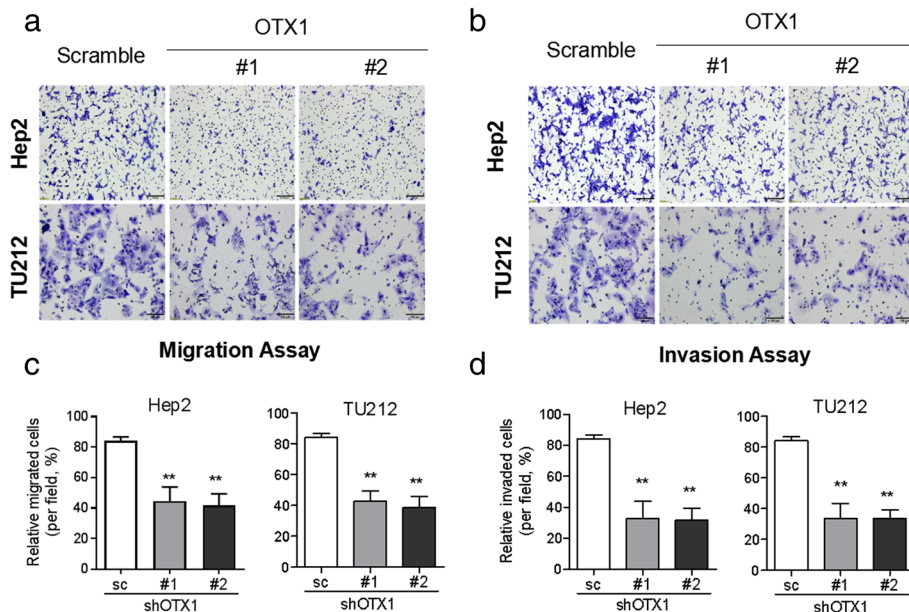 a
OTX1
Scramble
#1
#2
Hep2
TU212
Migration Assay
b
OTX1
Scramble
#1
#2
Hep2
TU212
Invasion Assay
c
Hep2
Relative migrated cells
(per field, %)
100
80
60
40
20
0
**
**
sc
#1
#2
shOTX1
TU212
100
80
60
40
20
0
**
**
sc
#1
#2
shOTX1
d
Hep2
Relative invaded cells
(per field, %)
100
80
60
40
20
0
**
**
sc
#1
#2
shOTX1
TU212
100
80
60
40
20
0
**
**
sc
#1
#2
shOTX1